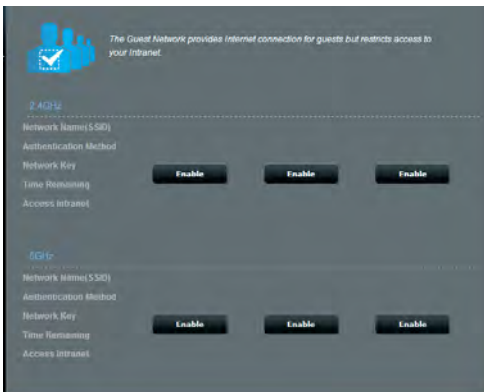 The Guest Network provides Internet connection for guests but restricts access to
your Intranet.
2.4GHz
Network Name(SSID)
Authentication Method
Network Key
Enable Enable Enable
Time Remaining
Access Intranet
5GHz
Network Name(SSID)
Authentication Method
Network Key
Enable Enable Enable
Time Remaining
Access Intranet